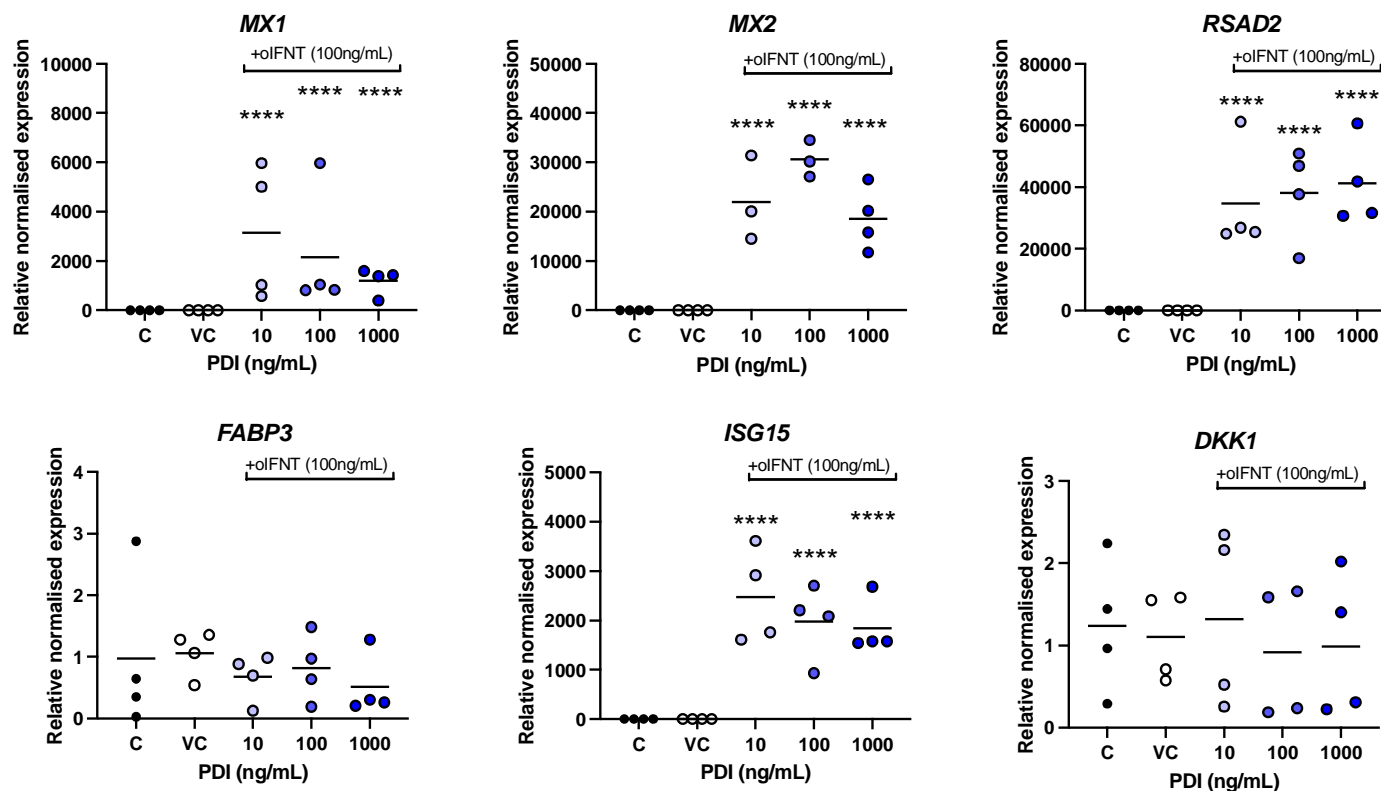 MX1
+oIFNT (100ng/mL)
Relative normalised expression
10000
8000
6000
4000
2000
0
****
****
****
C
VC
10
100
1000
PDI (ng/mL)
MX2
+oIFNT (100ng/mL)
Relative normalised expression
50000
40000
30000
20000
10000
0
****
****
****
C
VC
10
100
1000
PDI (ng/mL)
RSAD2
+oIFNT (100ng/mL)
Relative normalised expression
80000
60000
40000
20000
0
****
****
****
C
VC
10
100
1000
PDI (ng/mL)
FABP3
+oIFNT (100ng/mL)
Relative normalised expression
4
3
2
1
0
C
VC
10
100
1000
PDI (ng/mL)
ISG15
+oIFNT (100ng/mL)
Relative normalised expression
5000
4000
3000
2000
1000
0
****
****
****
C
VC
10
100
1000
PDI (ng/mL)
DKK1
+oIFNT (100ng/mL)
Relative normalised expression
3
2
1
0
C
VC
10
100
1000
PDI (ng/mL)